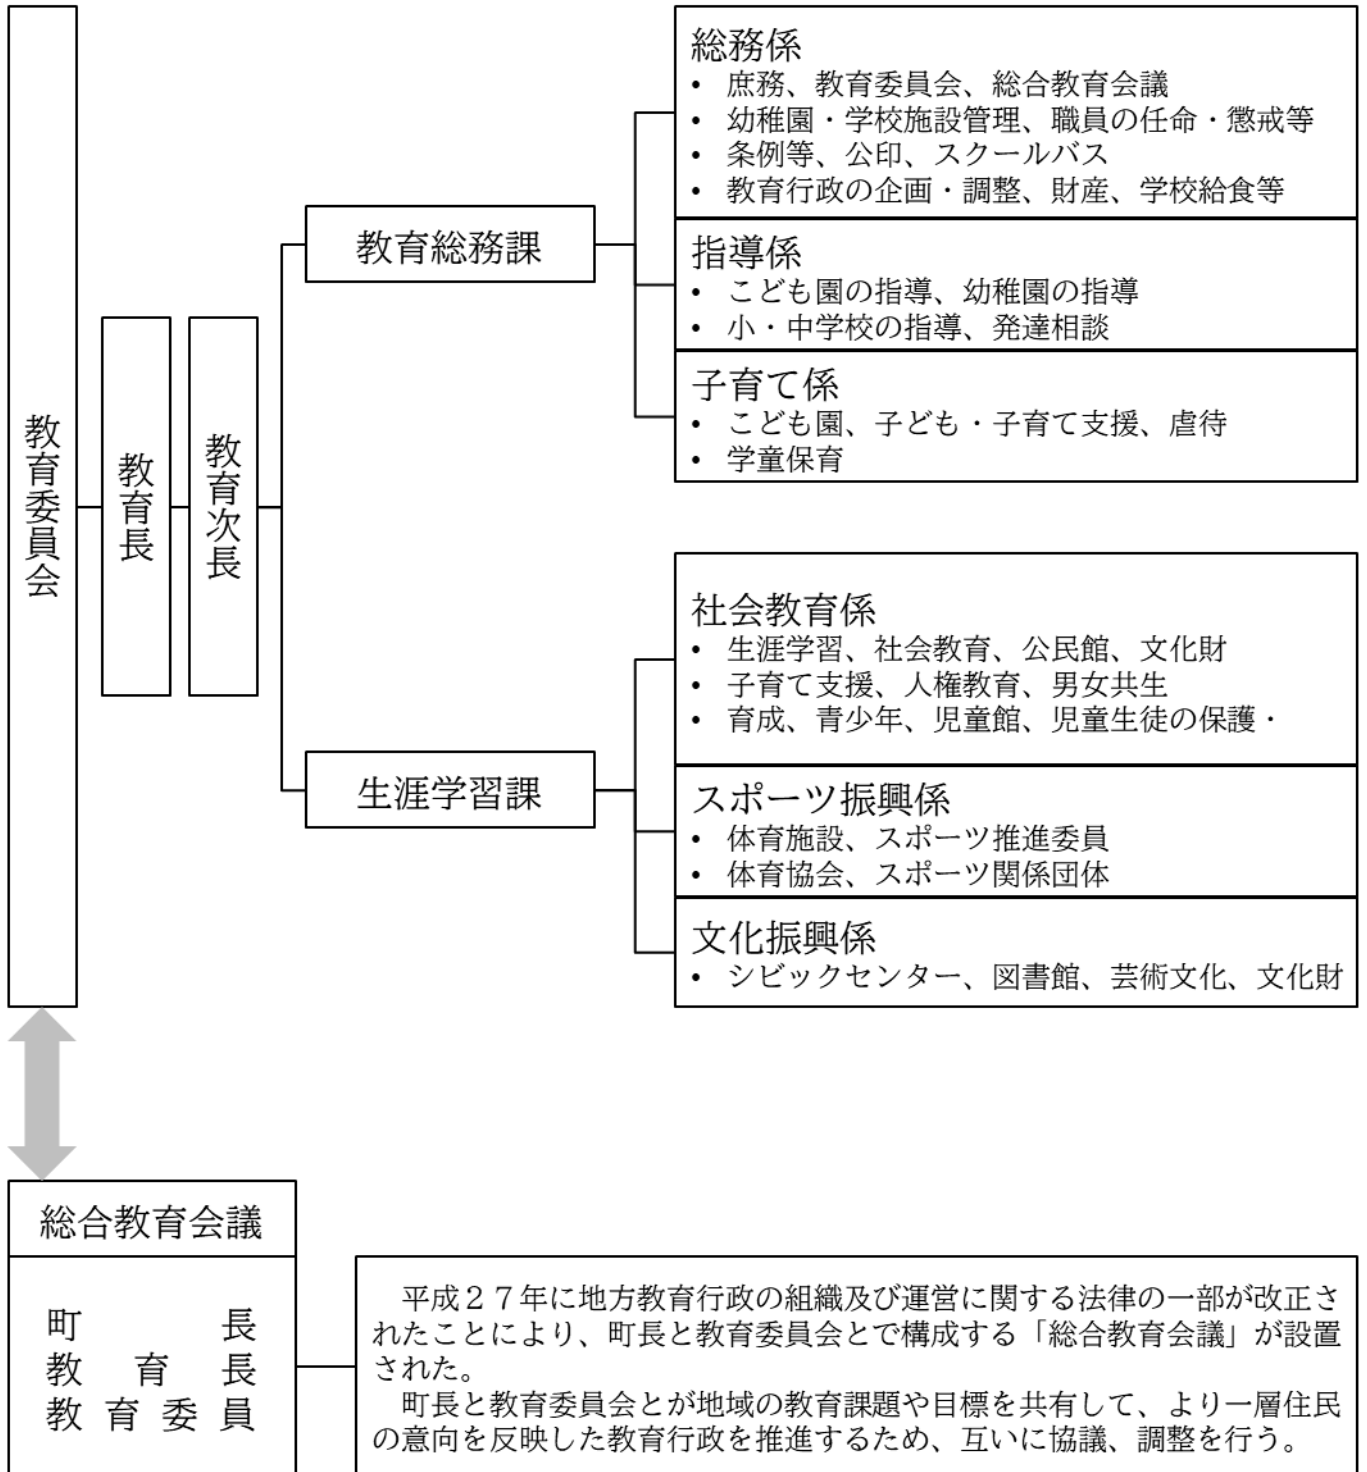 教育委員会
教育長
教育次長
教育総務課
総務係
• 庶務、教育委員会、総合教育会議
• 幼稚園・学校施設管理、職員の任命・懲戒等
• 条例等、公印、スクールバス
• 教育行政の企画・調整、財産、学校給食等
指導係
• こども園の指導、幼稚園の指導
• 小・中学校の指導、発達相談
子育て係
• こども園、子ども・子育て支援、虐待
• 学童保育
生涯学習課
社会教育係
• 生涯学習、社会教育、公民館、文化財
• 子育て支援、人権教育、男女共生
• 育成、青少年、児童館、児童生徒の保護・
スポーツ振興係
• 体育施設、スポーツ推進委員
• 体育協会、スポーツ関係団体
文化振興係
• シビックセンター、図書館、芸術文化、文化財
総合教育会議
町長
教育長
教育委員
平成２７年に地方教育行政の組織及び運営に関する法律の一部が改正さ
れたことにより、町長と教育委員会とで構成する「総合教育会議」が設置
された。
町長と教育委員会とが地域の教育課題や目標を共有して、より一層住民
の意向を反映した教育行政を推進するため、互いに協議、調整を行う。